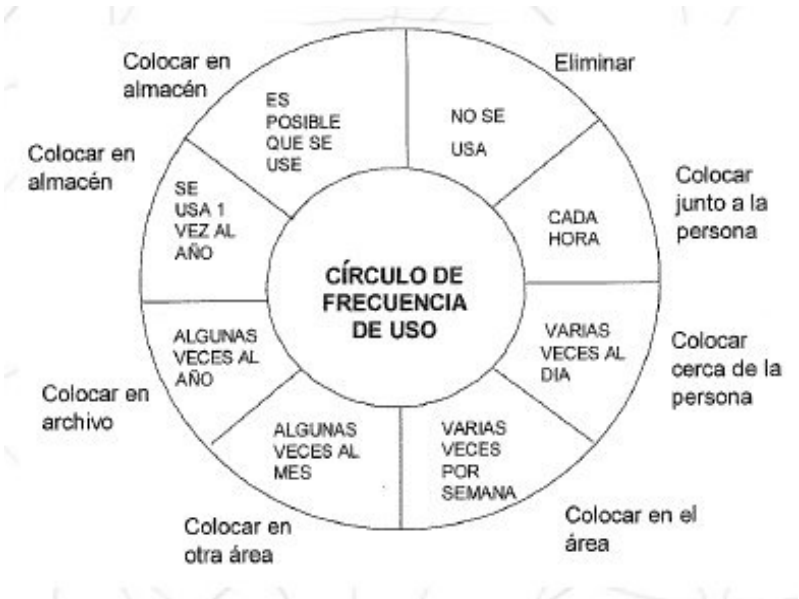 Colocar en
almacén
Eliminar
ES
POSIBLE
QUE SE
USE
NO SE
USA
Colocar en
almacén
SE
USA 1
VEZ AL
AÑO
CADA
HORA
Colocar
junto a la
persona
CÍRCULO DE
FRECUENCIA
DE USO
ALGUNAS
VECES AL
AÑO
VARIAS
VECES AL
DIA
Colocar
cerca de la
persona
Colocar en
archivo
ALGUNAS
VECES AL
MES
VARIAS
VECES
POR
SEMANA
Colocar en
otra área
Colocar en el
área